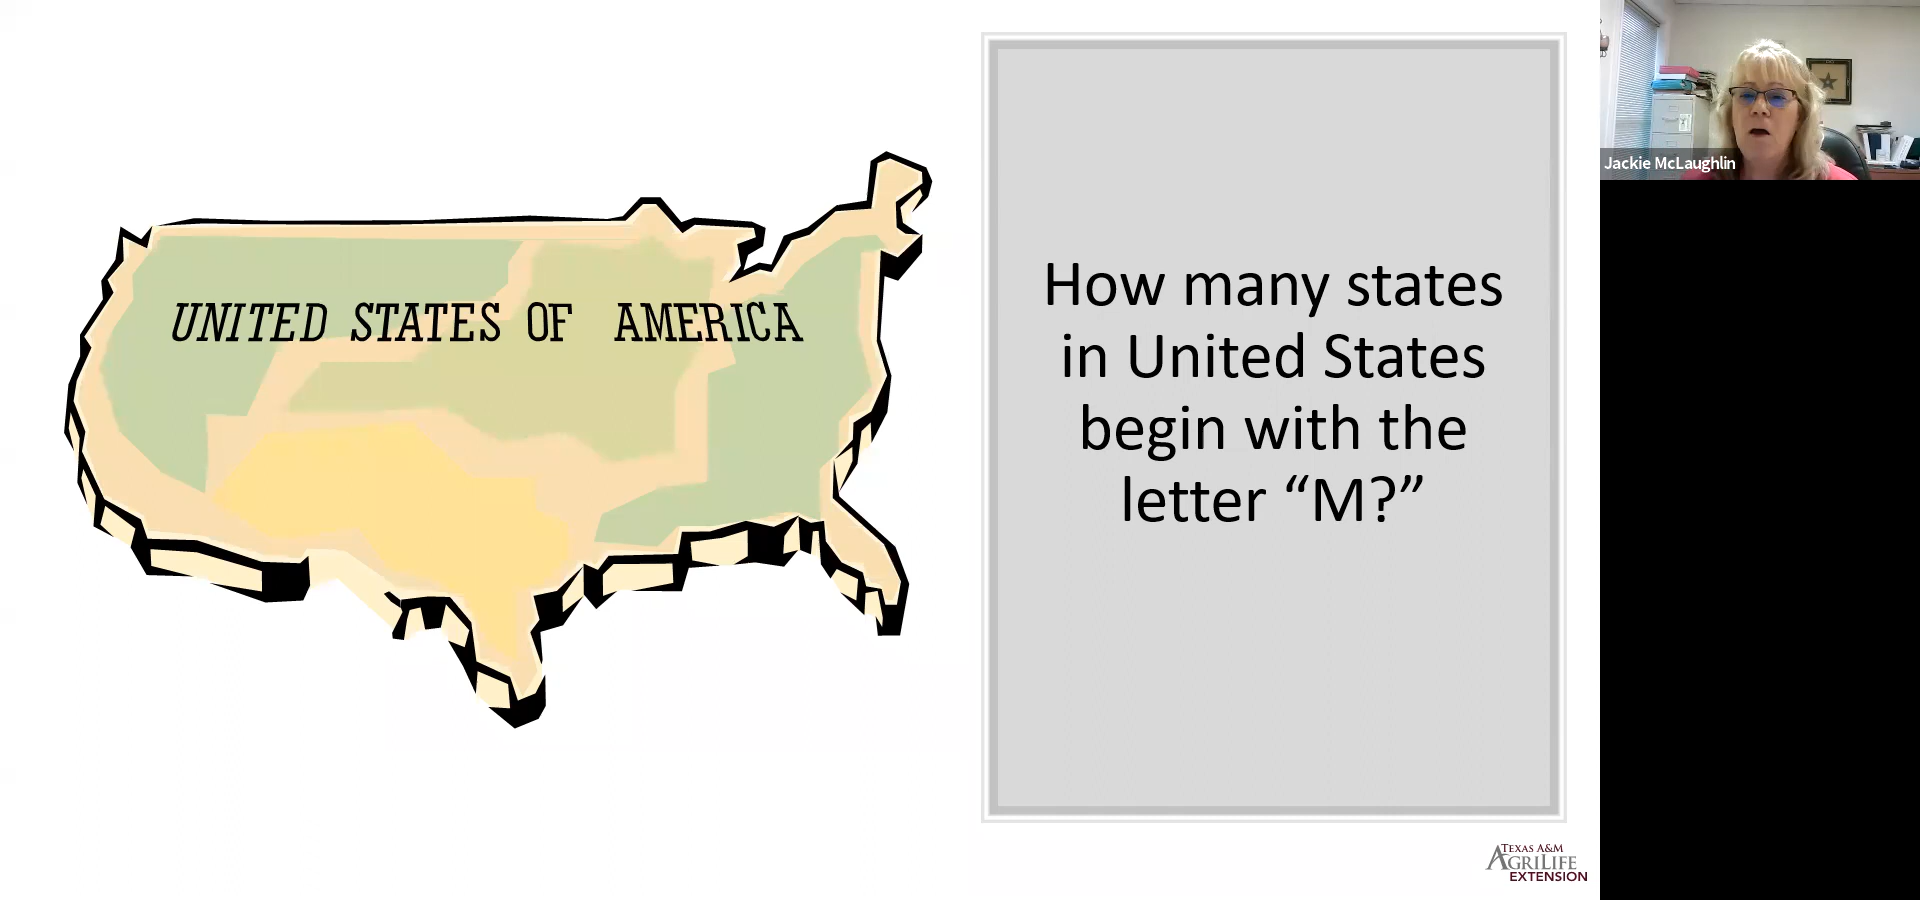 UNITED STATES OF AMERICA
How many states
in United States
begin with the
letter “M?”
Jackie McLaughlin
TEXAS A&M
AGRILIFE
EXTENSION